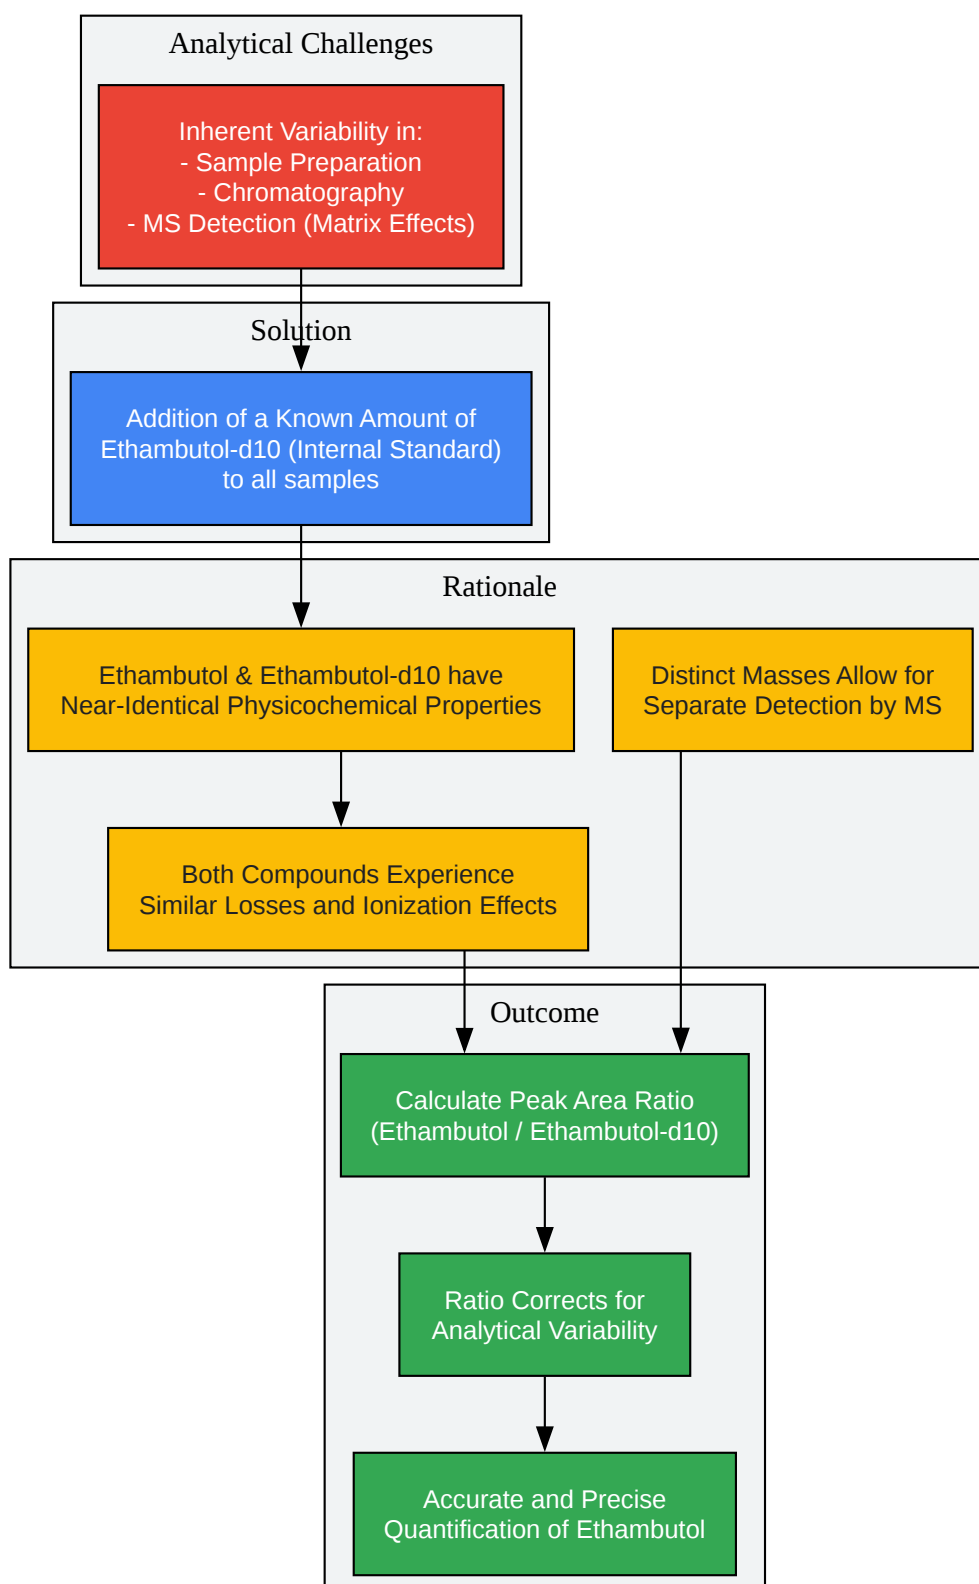 Analytical Challenges
Inherent Variability in:
- Sample Preparation
- Chromatography
- MS Detection (Matrix Effects)
Solution
Addition of a Known Amount of
Ethambutol-d10 (Internal Standard)
to all samples
Rationale
Ethambutol & Ethambutol-d10 have
Near-Identical Physicochemical Properties
Distinct Masses Allow for
Separate Detection by MS
Both Compounds Experience
Similar Losses and Ionization Effects
Outcome
Calculate Peak Area Ratio
(Ethambutol / Ethambutol-d10)
Ratio Corrects for
Analytical Variability
Accurate and Precise
Quantification of Ethambutol